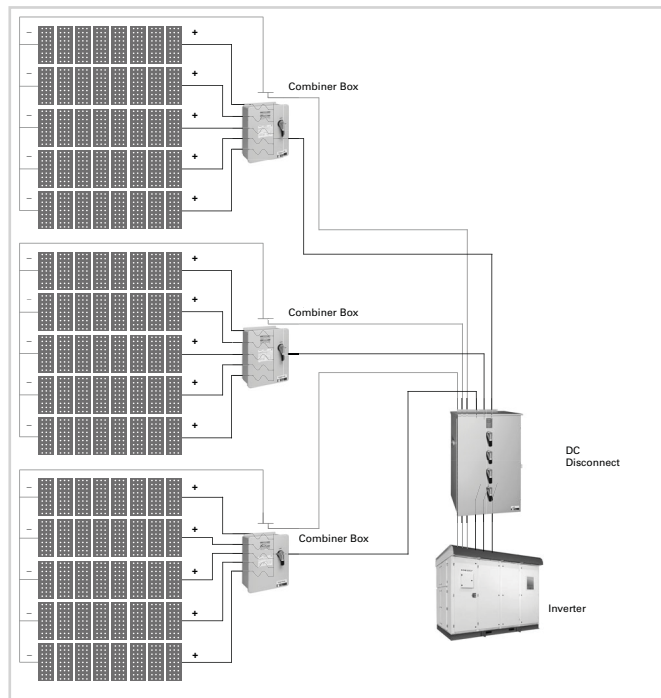 − +
− +
− +
− +
− +
Combiner Box
− +
− +
− +
− +
− +
Combiner Box
− +
− +
− +
− +
− +
Combiner Box
DC
Disconnect
Inverter